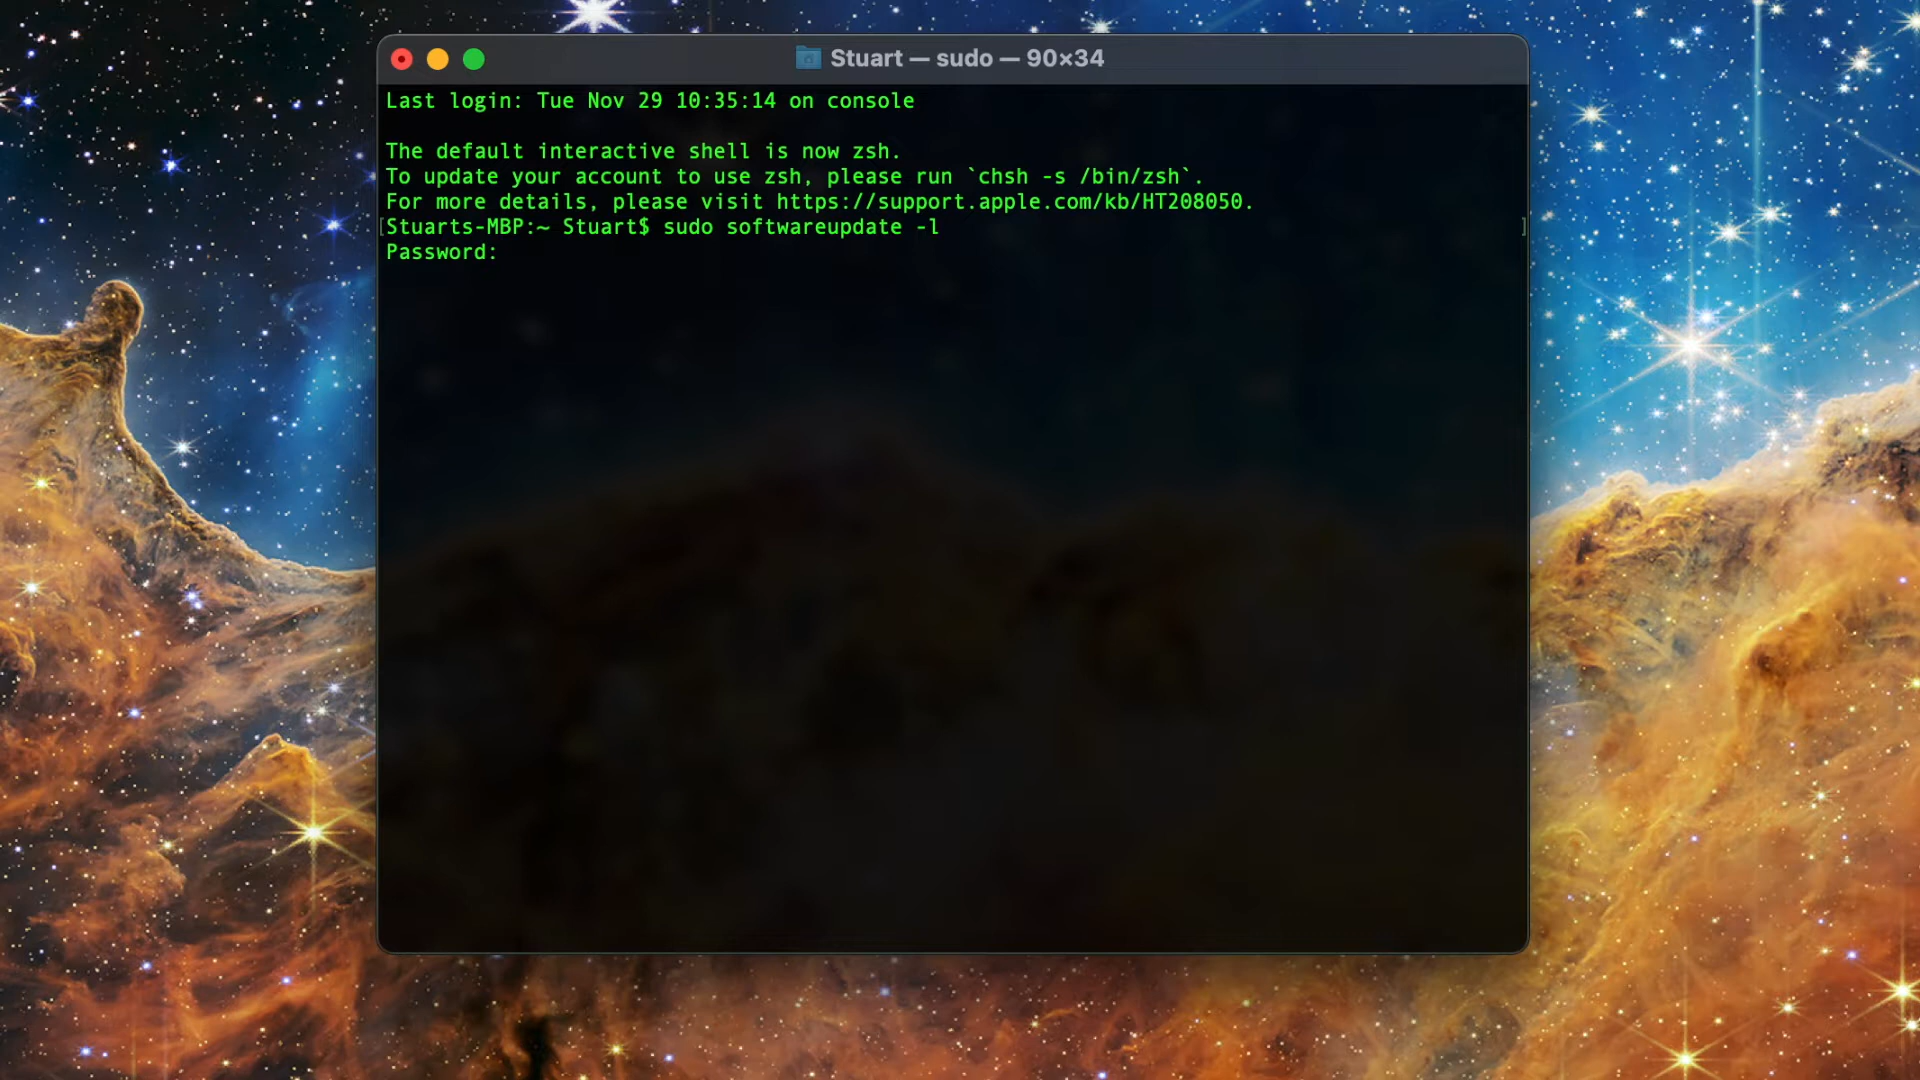 Stuart — sudo — 90×34
Last login: Tue Nov 29 10:35:14 on console
The default interactive shell is now zsh.
To update your account to use zsh, please run `chsh -s /bin/zsh`.
For more details, please visit https://support.apple.com/kb/HT208050.
[Stuarts-MBP:~ Stuart$ sudo softwareupdate -l ]
Password: